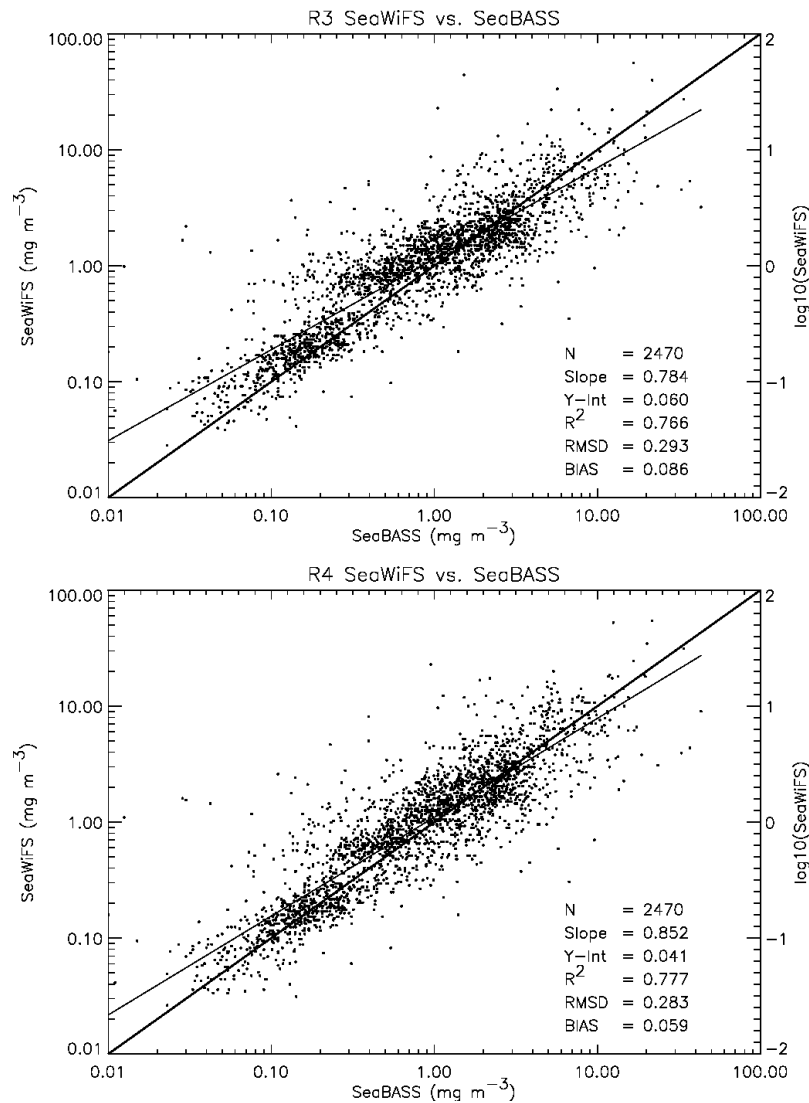 R3 SeaWiFS vs. SeaBASS
100.00
10.00
1.00
0.10
0.01
SeaWiFS (mg m⁻³)
2
1
0
−1
−2
log10(SeaWiFS)
N = 2470
Slope = 0.784
Y−Int = 0.060
R² = 0.766
RMSD = 0.293
BIAS = 0.086
0.01 0.10 1.00 10.00 100.00
SeaBASS (mg m⁻³)
R4 SeaWiFS vs. SeaBASS
100.00
10.00
1.00
0.10
0.01
SeaWiFS (mg m⁻³)
2
1
0
−1
−2
log10(SeaWiFS)
N = 2470
Slope = 0.852
Y−Int = 0.041
R² = 0.777
RMSD = 0.283
BIAS = 0.059
0.01 0.10 1.00 10.00 100.00
SeaBASS (mg m⁻³)